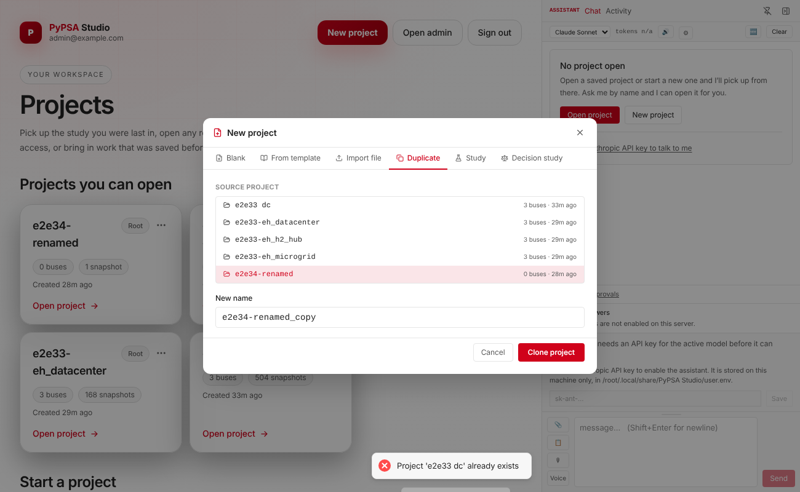 P
PyPSA Studio
admin@example.com
New project
Open admin
Sign out
YOUR WORKSPACE
Projects
Pick up the study you were last in, open any
access, or bring in work that was saved befor
Projects you can open
e2e34-renamed
Root
0 buses
1 snapshot
Created 28m ago
Open project →
e2e33-eh_datacenter
Root
3 buses
168 snapshots
Created 29m ago
Open project →
3 buses
504 snapshots
Created 33m ago
Open project →
Start a project
New project
Blank
From template
Import file
Duplicate
Study
Decision study
SOURCE PROJECT
e2e33 dc
3 buses · 33m ago
e2e33-eh_datacenter
3 buses · 29m ago
e2e33-eh_h2_hub
3 buses · 29m ago
e2e33-eh_microgrid
3 buses · 29m ago
e2e34-renamed
0 buses · 28m ago
New name
e2e34-renamed_copy
Cancel
Clone project
Project 'e2e33 dc' already exists
ASSISTANT
Chat
Activity
Claude Sonnet
tokens n/a
Clear
No project open
Open a saved project or start a new one and I'll pick up from
there. Ask me by name and I can open it for you.
Open project
New project
thropic API key to talk to me
provals
wers
are not enabled on this server.
needs an API key for the active model before it can
hropic API key to enable the assistant. It is stored on this
machine only, in /root/.local/share/PyPSA Studio/user.env.
sk-ant-...
Save
message... (Shift+Enter for newline)
Voice
Send